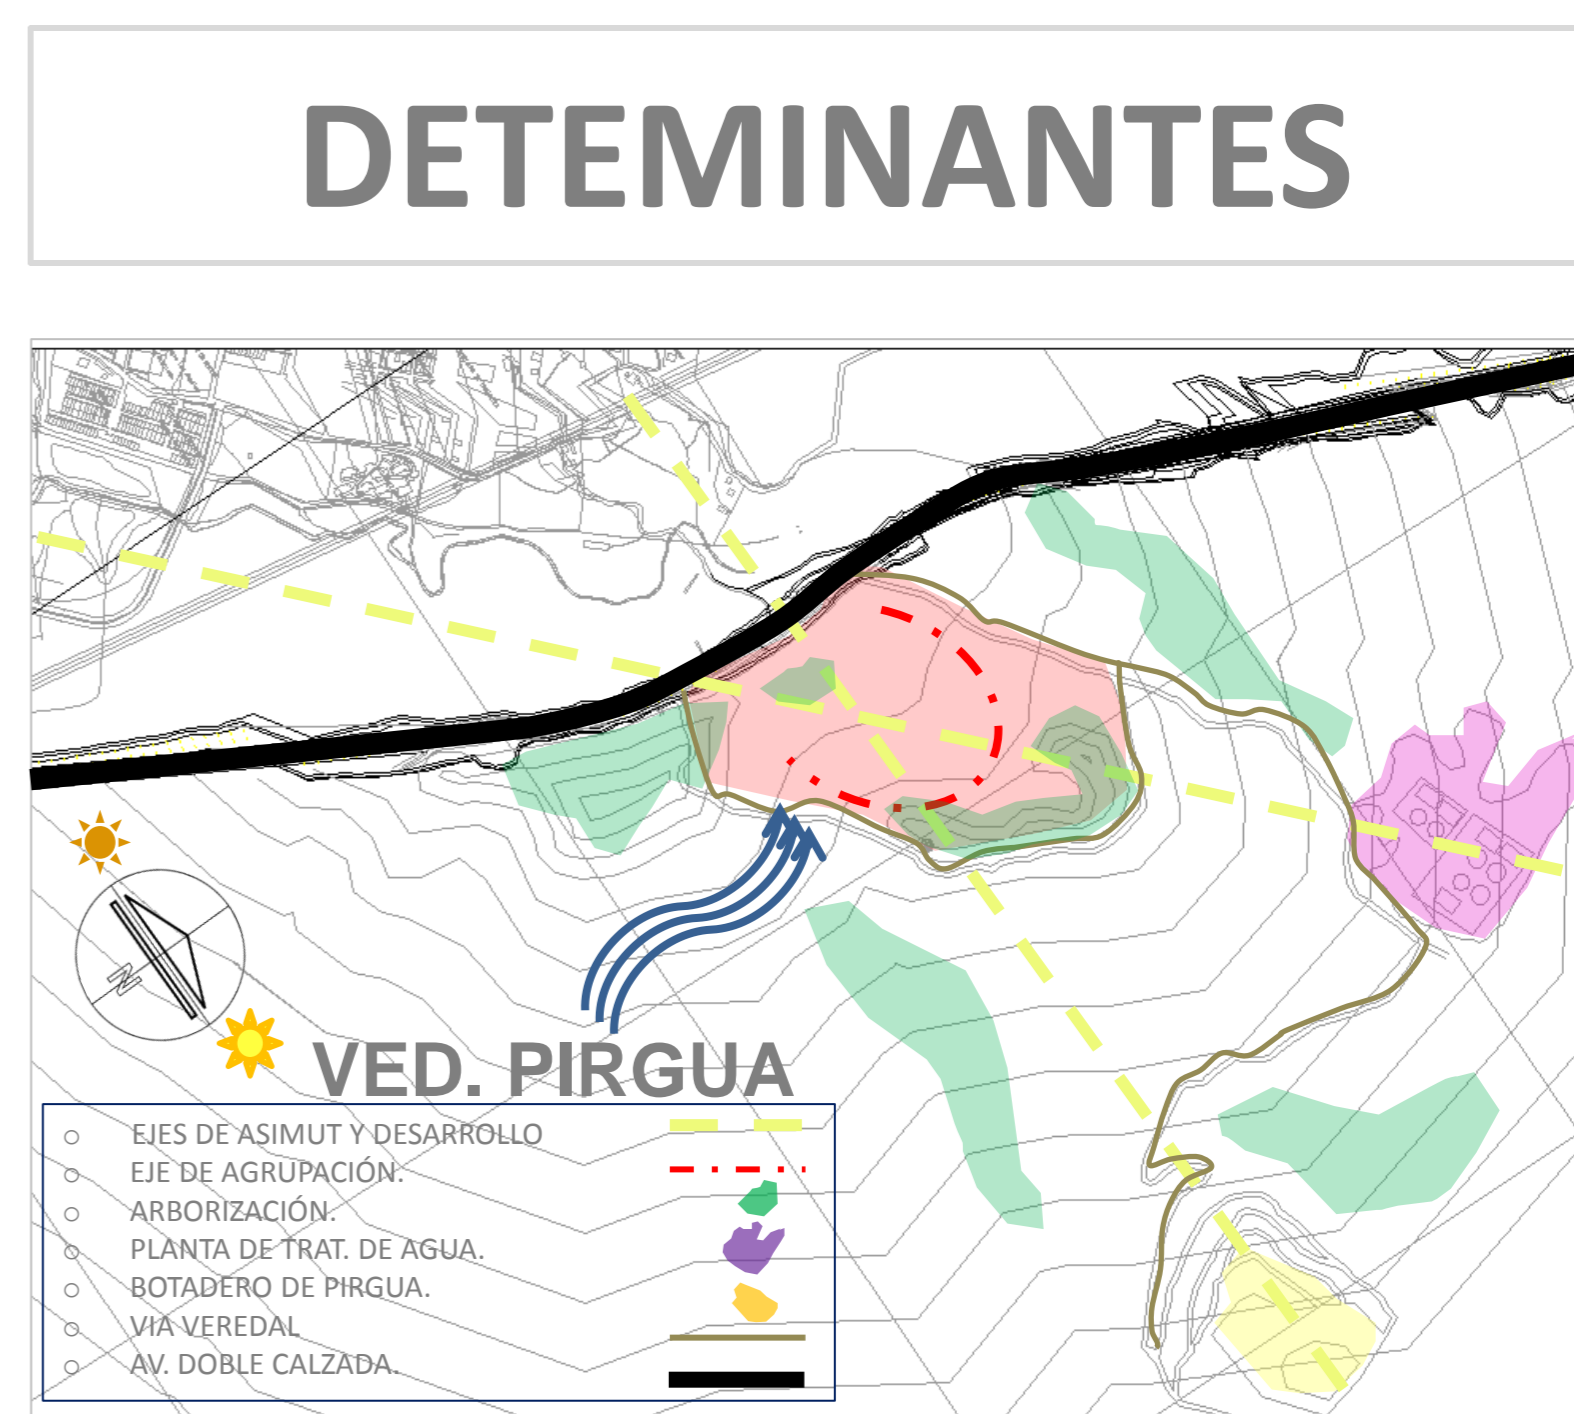 DETEMINANTES
N
VED. PIRGUA
EJES DE ASIMUT Y DESARROLLO
EJE DE AGRUPACIÓN.
ARBORIZACIÓN.
PLANTA DE TRAT. DE AGUA.
BOTADERO DE PIRGUA.
VIA VEREDAL
AV. DOBLE CALZADA.